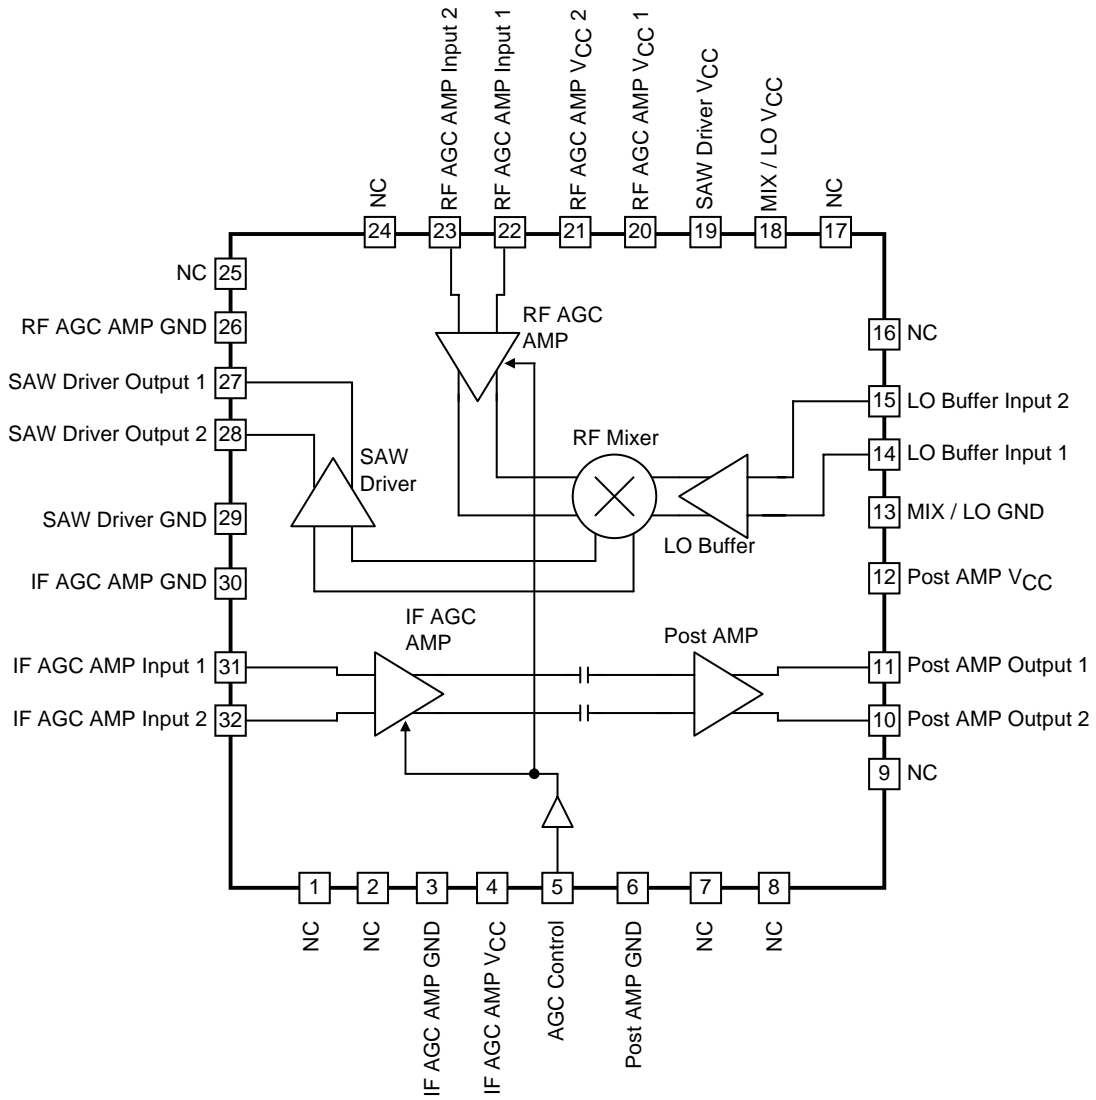 RF AGC AMP Input 2
RF AGC AMP Input 1
RF AGC AMP VCC 2
RF AGC AMP VCC 1
SAW Driver VCC
MIX / LO VCC
NC
NC
24
23
22
21
20
19
18
17
NC
25
RF AGC AMP GND
26
SAW Driver Output 1
27
SAW Driver Output 2
28
SAW Driver GND
29
IF AGC AMP GND
30
IF AGC AMP Input 1
31
IF AGC AMP Input 2
32
RF AGC
AMP
RF Mixer
SAW
Driver
LO Buffer
IF AGC
AMP
Post AMP
16
NC
15
LO Buffer Input 2
14
LO Buffer Input 1
13
MIX / LO GND
12
Post AMP VCC
11
Post AMP Output 1
10
Post AMP Output 2
9
NC
1
2
3
4
5
6
7
8
NC
NC
IF AGC AMP GND
IF AGC AMP VCC
AGC Control
Post AMP GND
NC
NC